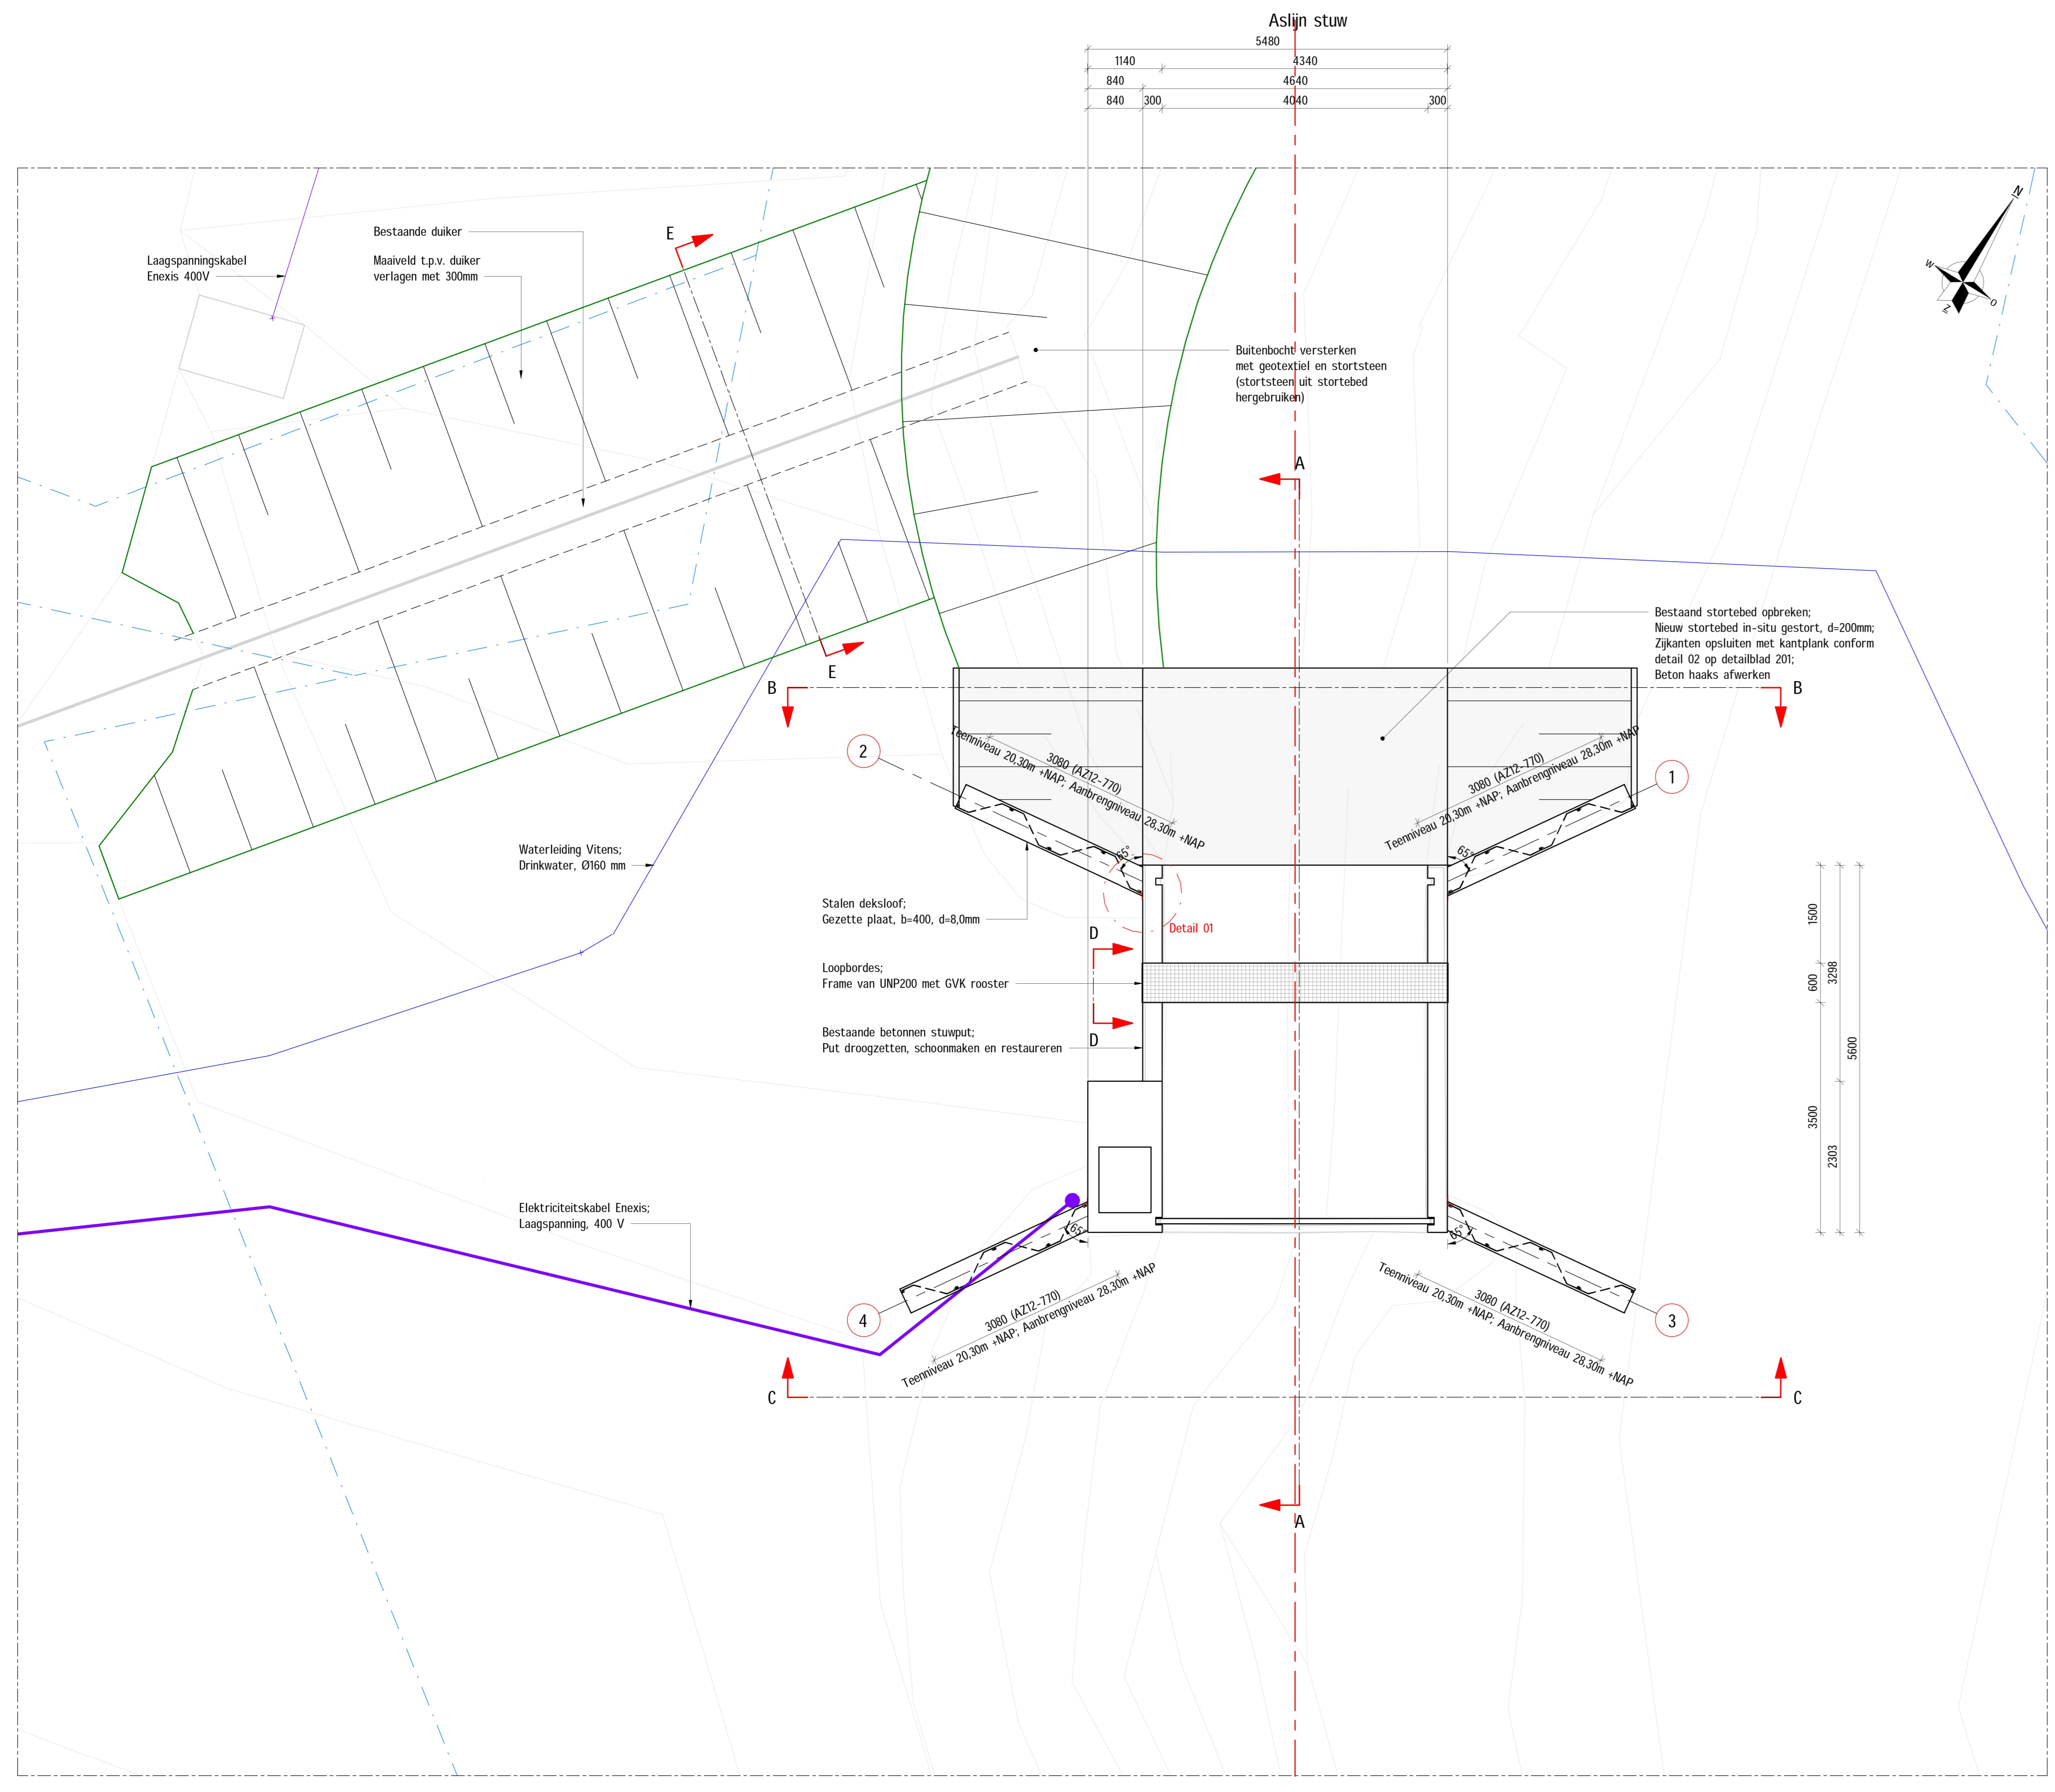 Aslijn stuw
5480
1140
4340
840
4640
840
300
4040
300
N
W
O
Z
E
Bestaande duiker
Maaiveld t.p.v. duiker
verlagen met 300mm
Laagspanningskabel
Enexis 400V
Buitenbocht versterken
met geotextiel en stortsteen
(stortsteen uit stortebed
hergebruiken)
A
Bestaand stortebed opbreken;
Nieuw stortebed in-situ gestort, d=200mm;
Zijkanten opsluiten met kantplank conform
detail 02 op detailblad 201;
Beton haaks afwerken
E
B
B
2
3080 (AZ12-770)
Teenniveau 20,30m +NAP; Aanbrengniveau 28,30m +NAP
3080 (AZ12-770)
Teenniveau 20,30m +NAP; Aanbrengniveau 28,30m +NAP
1
65°
65°
Waterleiding Vitens;
Drinkwater, Ø160 mm
Stalen deksloof;
Gezette plaat, b=400, d=8,0mm
Detail 01
D
Loopbordes;
Frame van UNP200 met GVK rooster
Bestaande betonnen stuwput;
Put droogzetten, schoonmaken en restaureren
D
1500
600
3298
5600
3500
2303
Elektriciteitskabel Enexis;
Laagspanning, 400 V
65°
65°
4
3080 (AZ12-770)
Teenniveau 20,30m +NAP; Aanbrengniveau 28,30m +NAP
3080 (AZ12-770)
Teenniveau 20,30m +NAP; Aanbrengniveau 28,30m +NAP
3
C
C
A